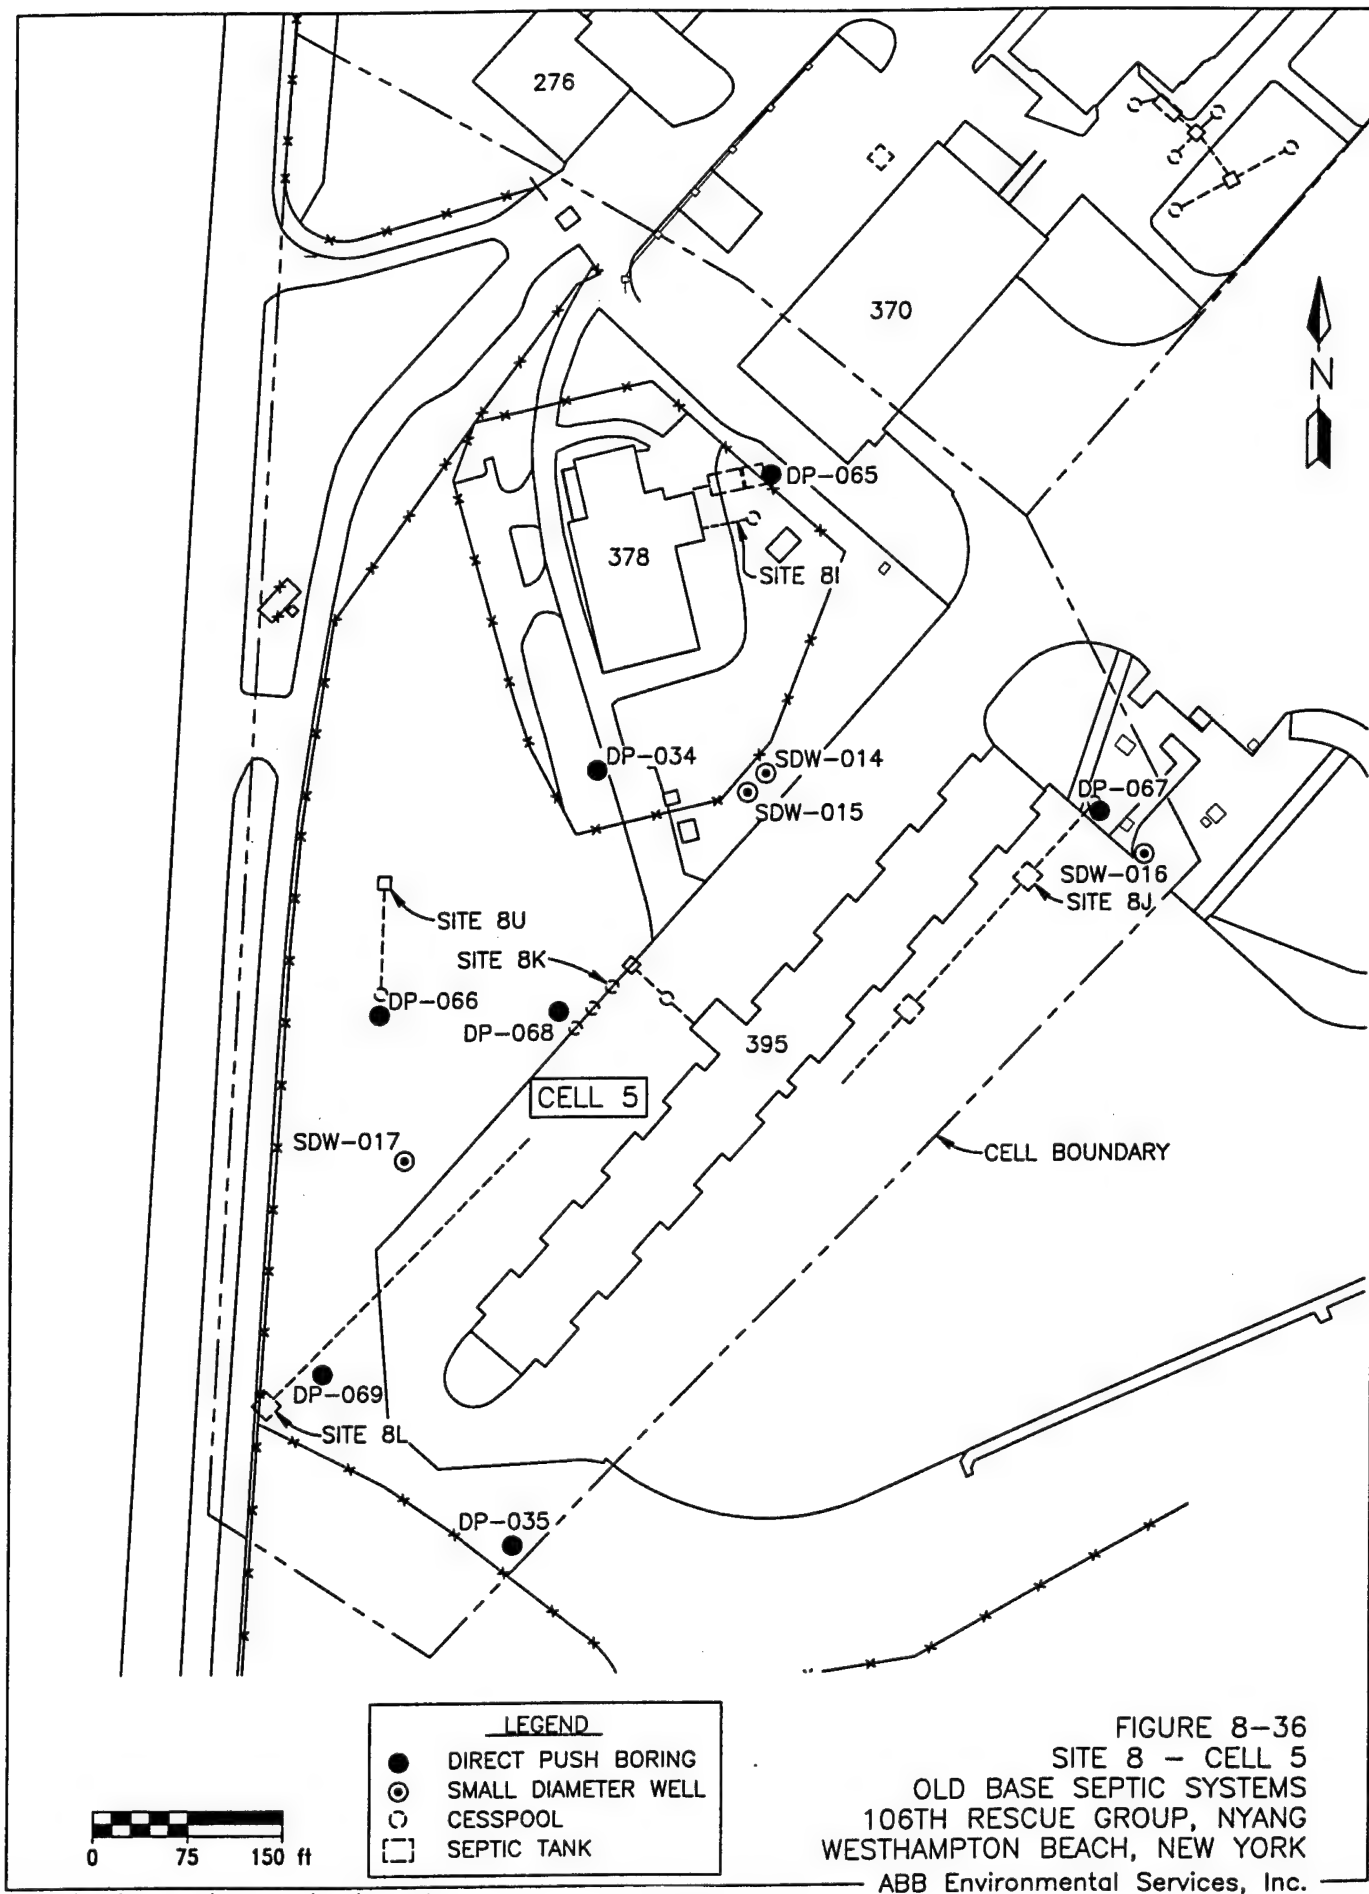 276
370
N
DP-065
378
SITE 8I
DP-034
SDW-014
SDW-015
DP-067
SDW-016
SITE 8J
SITE 8U
SITE 8K
DP-066
DP-068
395
CELL 5
SDW-017
CELL BOUNDARY
DP-069
SITE 8L
DP-035
LEGEND
DIRECT PUSH BORING
SMALL DIAMETER WELL
CESSPOOL
SEPTIC TANK
0 75 150 ft
FIGURE 8-36
SITE 8 - CELL 5
OLD BASE SEPTIC SYSTEMS
106TH RESCUE GROUP, NYANG
WESTHAMPTON BEACH, NEW YORK
ABB Environmental Services, Inc.